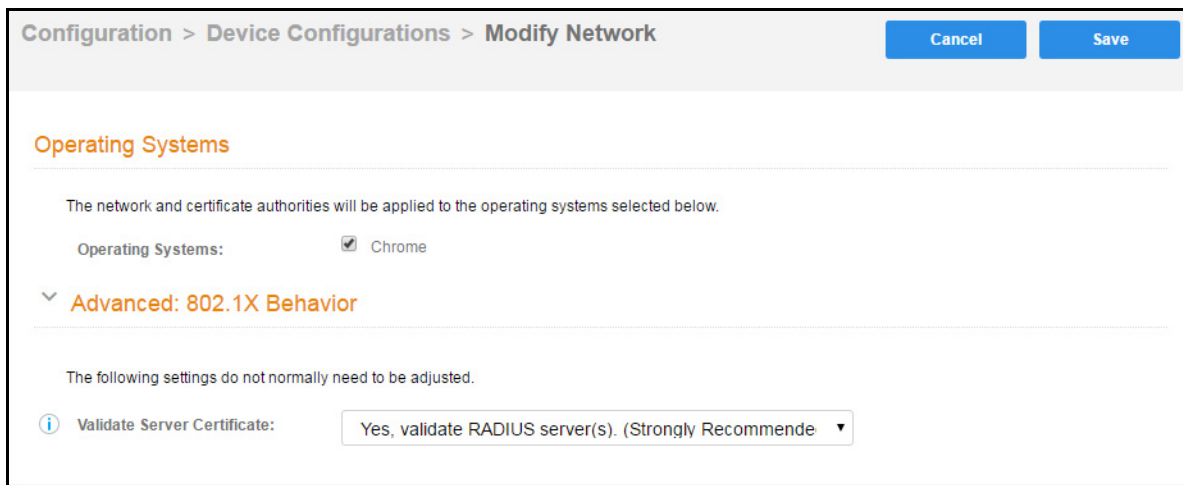 Configuration > Device Configurations > Modify Network
Cancel
Save
Operating Systems
The network and certificate authorities will be applied to the operating systems selected below.
Operating Systems:
Chrome
Advanced: 802.1X Behavior
The following settings do not normally need to be adjusted.
Validate Server Certificate:
Yes, validate RADIUS server(s). (Strongly Recommende